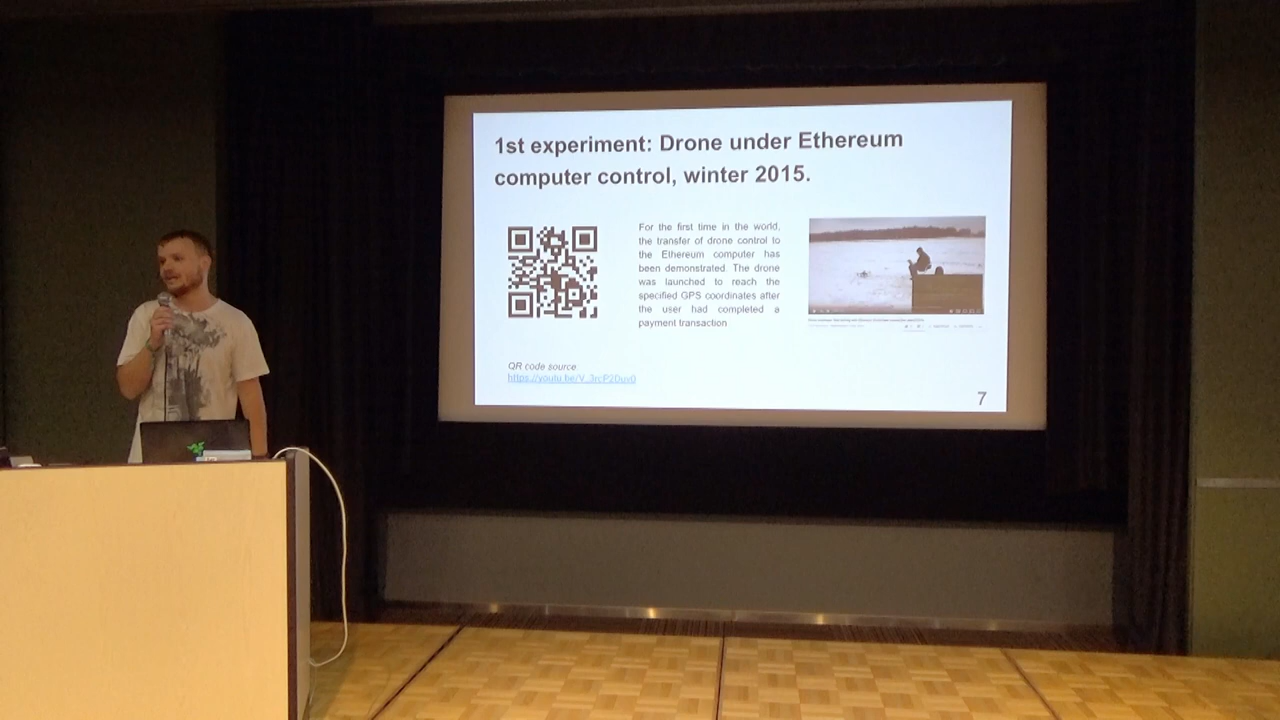 1st experiment: Drone under Ethereum
computer control, winter 2015.
For the first time in the world,
the transfer of drone control to
the Ethereum computer has
been demonstrated. The drone
was launched to reach the
specified GPS coordinates after
the user had completed a
payment transaction
QR code source:
7